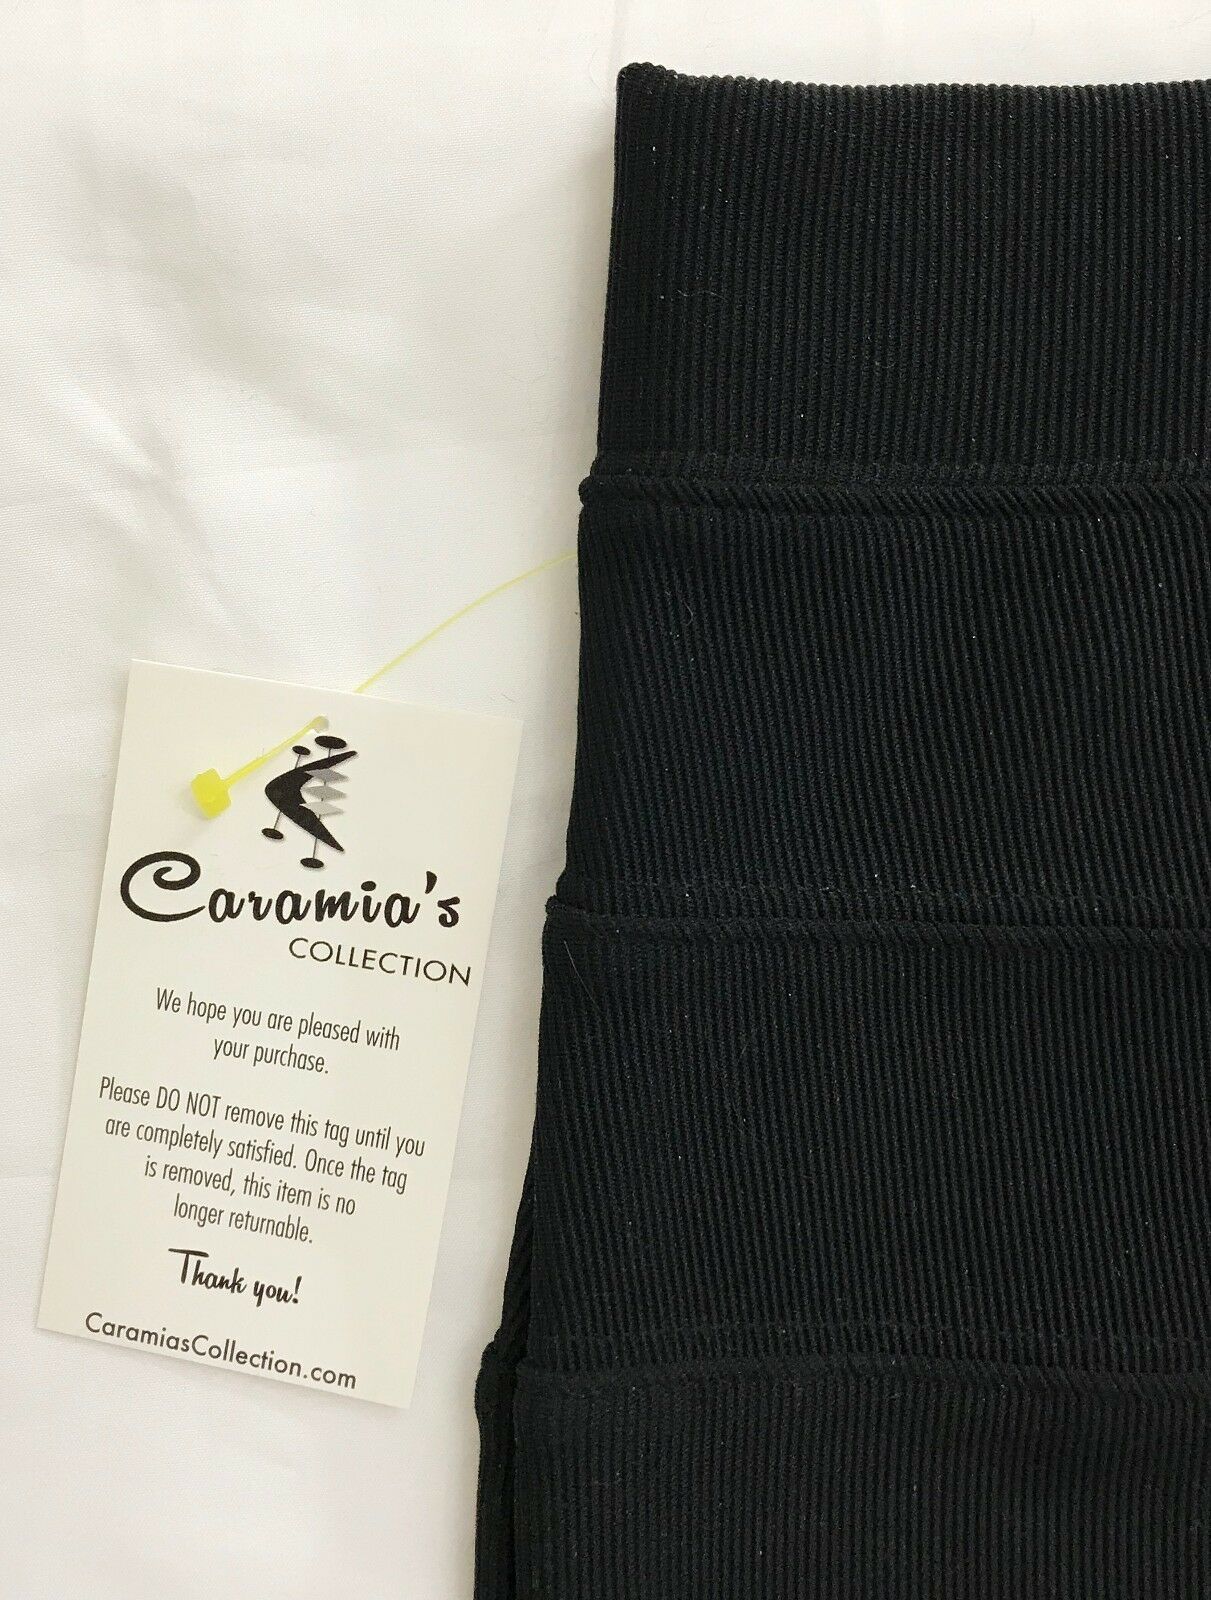 Caramia's
COLLECTION
We hope you are pleased with
your purchase.
Please DO NOT remove this tag until you
are completely satisfied. Once the tag
is removed, this item is no
longer returnable.
Thank you!
CaramiasCollection.com